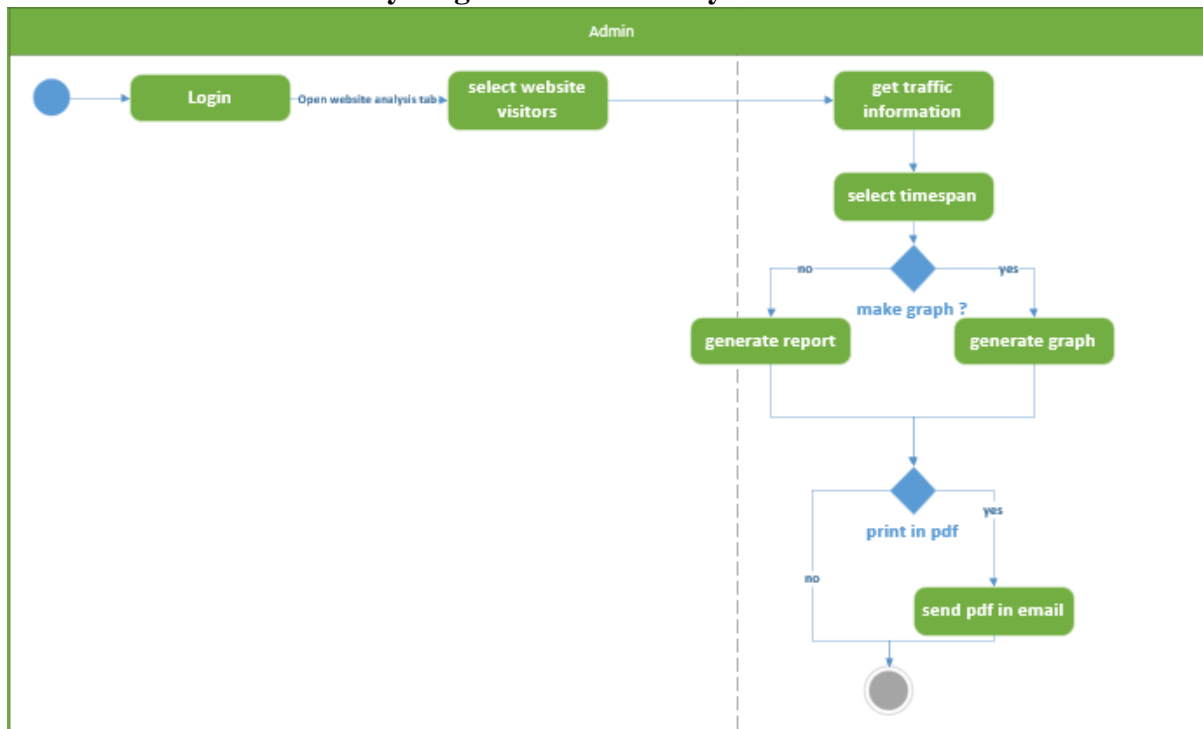 Admin
Login
Open website analysis tab
select website
visitors
get traffic
information
select timespan
no
yes
make graph ?
generate report
generate graph
print in pdf
yes
no
send pdf in email